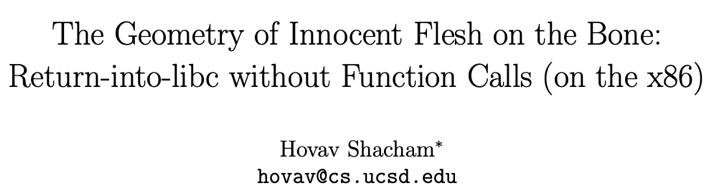 The Geometry of Innocent Flesh on the Bone:
Return-into-libc without Function Calls (on the x86)
Hovav Shacham*
hovav@cs.ucsd.edu